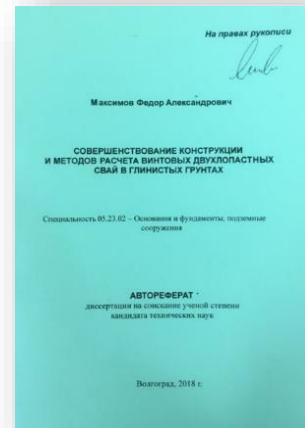 На правах рукописи
Максимов Федор Александрович
СОВЕРШЕНСТВОВАНИЕ КОНСТРУКЦИИ
И МЕТОДОВ РАСЧЕТА ВИНТОВЫХ ДВУХЛОПАСТНЫХ
СВАЙ В ГЛИНИСТЫХ ГРУНТАХ
Специальность 05.23.02 – Основания и фундаменты, подземные
сооружения
АВТОРЕФЕРАТ
диссертации на соискание ученой степени
кандидата технических наук
Волгоград, 2018 г.